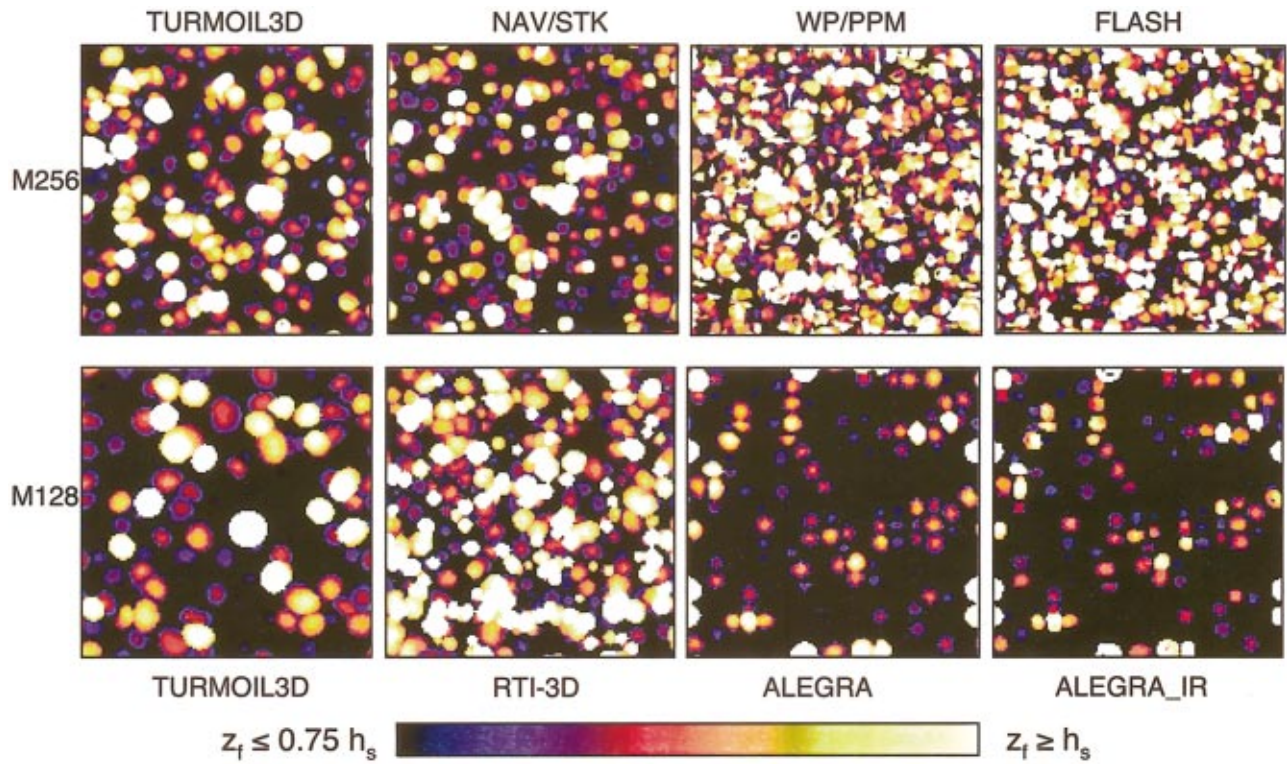 TURMOIL3D NAV/STK WP/PPM FLASH
M256
M128
TURMOIL3D RTI-3D ALEGRA ALEGRA_IR
z_f ≤ 0.75 h_s z_f ≥ h_s